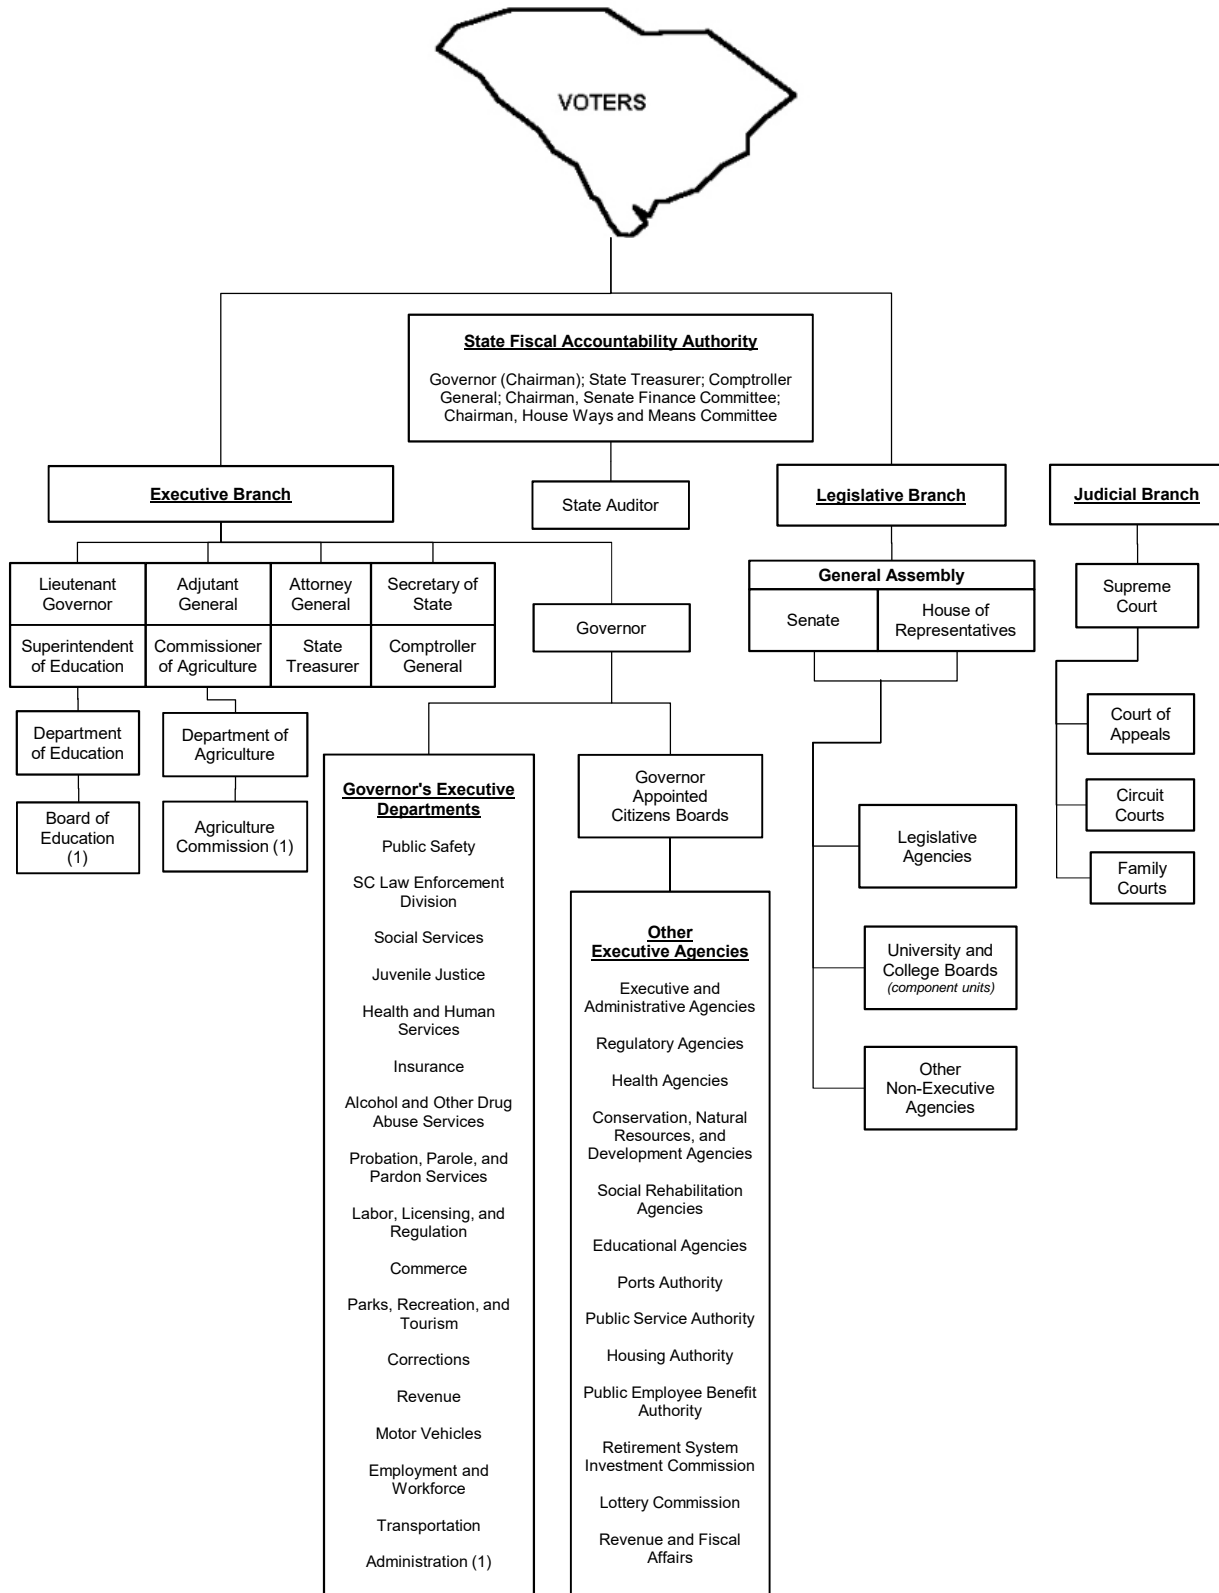 VOTERS
State Fiscal Accountability Authority
Governor (Chairman); State Treasurer; Comptroller
General; Chairman, Senate Finance Committee;
Chairman, House Ways and Means Committee
Executive Branch
State Auditor
Legislative Branch
Judicial Branch
Lieutenant
Governor
Adjutant
General
Attorney
General
Secretary of
State
Superintendent
of Education
Commissioner
of Agriculture
State
Treasurer
Comptroller
General
Governor
General Assembly
Senate
House of
Representatives
Supreme
Court
Department
of Education
Department of
Agriculture
Board of
Education
(1)
Agriculture
Commission (1)
Governor's Executive
Departments
Public Safety
SC Law Enforcement
Division
Social Services
Juvenile Justice
Health and Human
Services
Insurance
Alcohol and Other Drug
Abuse Services
Probation, Parole, and
Pardon Services
Labor, Licensing, and
Regulation
Commerce
Parks, Recreation, and
Tourism
Corrections
Revenue
Motor Vehicles
Employment and
Workforce
Transportation
Administration (1)
Governor
Appointed
Citizens Boards
Other
Executive Agencies
Executive and
Administrative Agencies
Regulatory Agencies
Health Agencies
Conservation, Natural
Resources, and
Development Agencies
Social Rehabilitation
Agencies
Educational Agencies
Ports Authority
Public Service Authority
Housing Authority
Public Employee Benefit
Authority
Retirement System
Investment Commission
Lottery Commission
Revenue and Fiscal
Affairs
Legislative
Agencies
University and
College Boards
(component units)
Other
Non-Executive
Agencies
Court of
Appeals
Circuit
Courts
Family
Courts